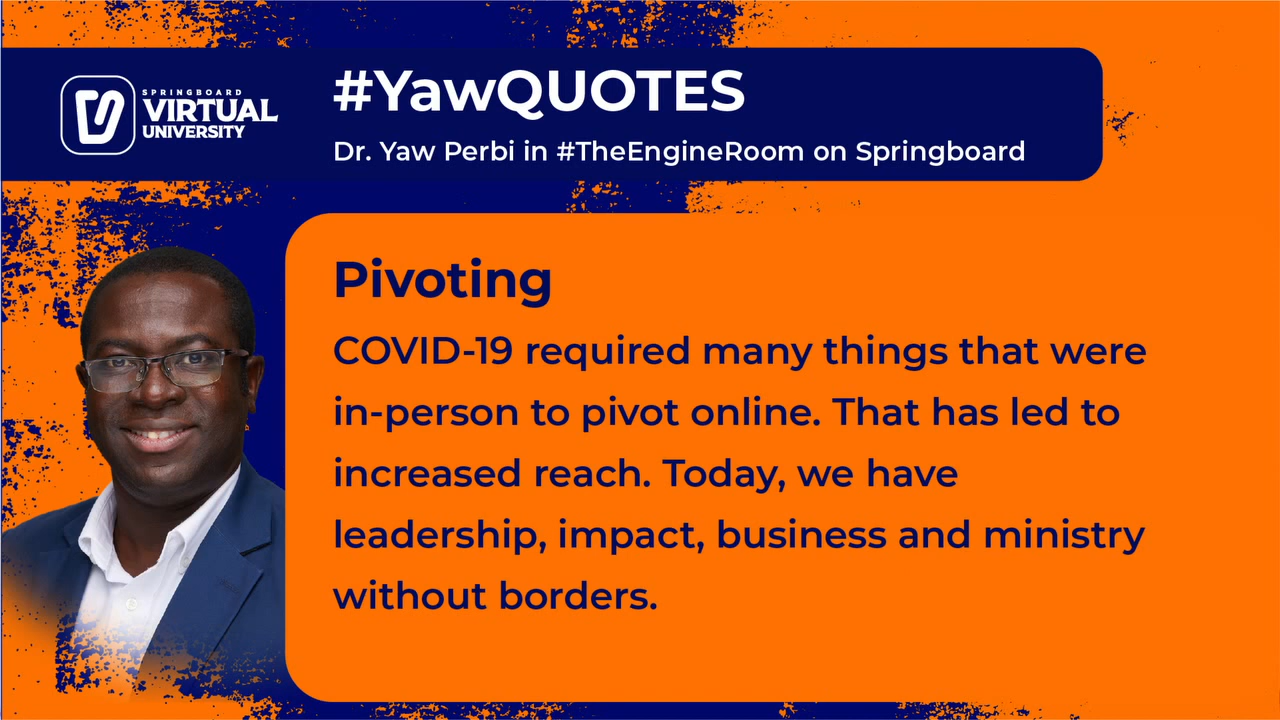 SPRINGBOARD
VIRTUAL
UNIVERSITY
#YawQUOTES
Dr. Yaw Perbi in #TheEngineRoom on Springboard
Pivoting
COVID-19 required many things that were
in-person to pivot online. That has led to
increased reach. Today, we have
leadership, impact, business and ministry
without borders.